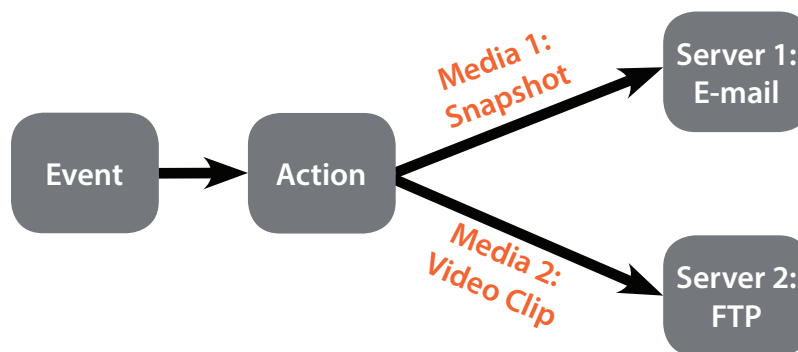 Event
Action
Media 1:
Snapshot
Server 1:
E-mail
Media 2:
Video Clip
Server 2:
FTP